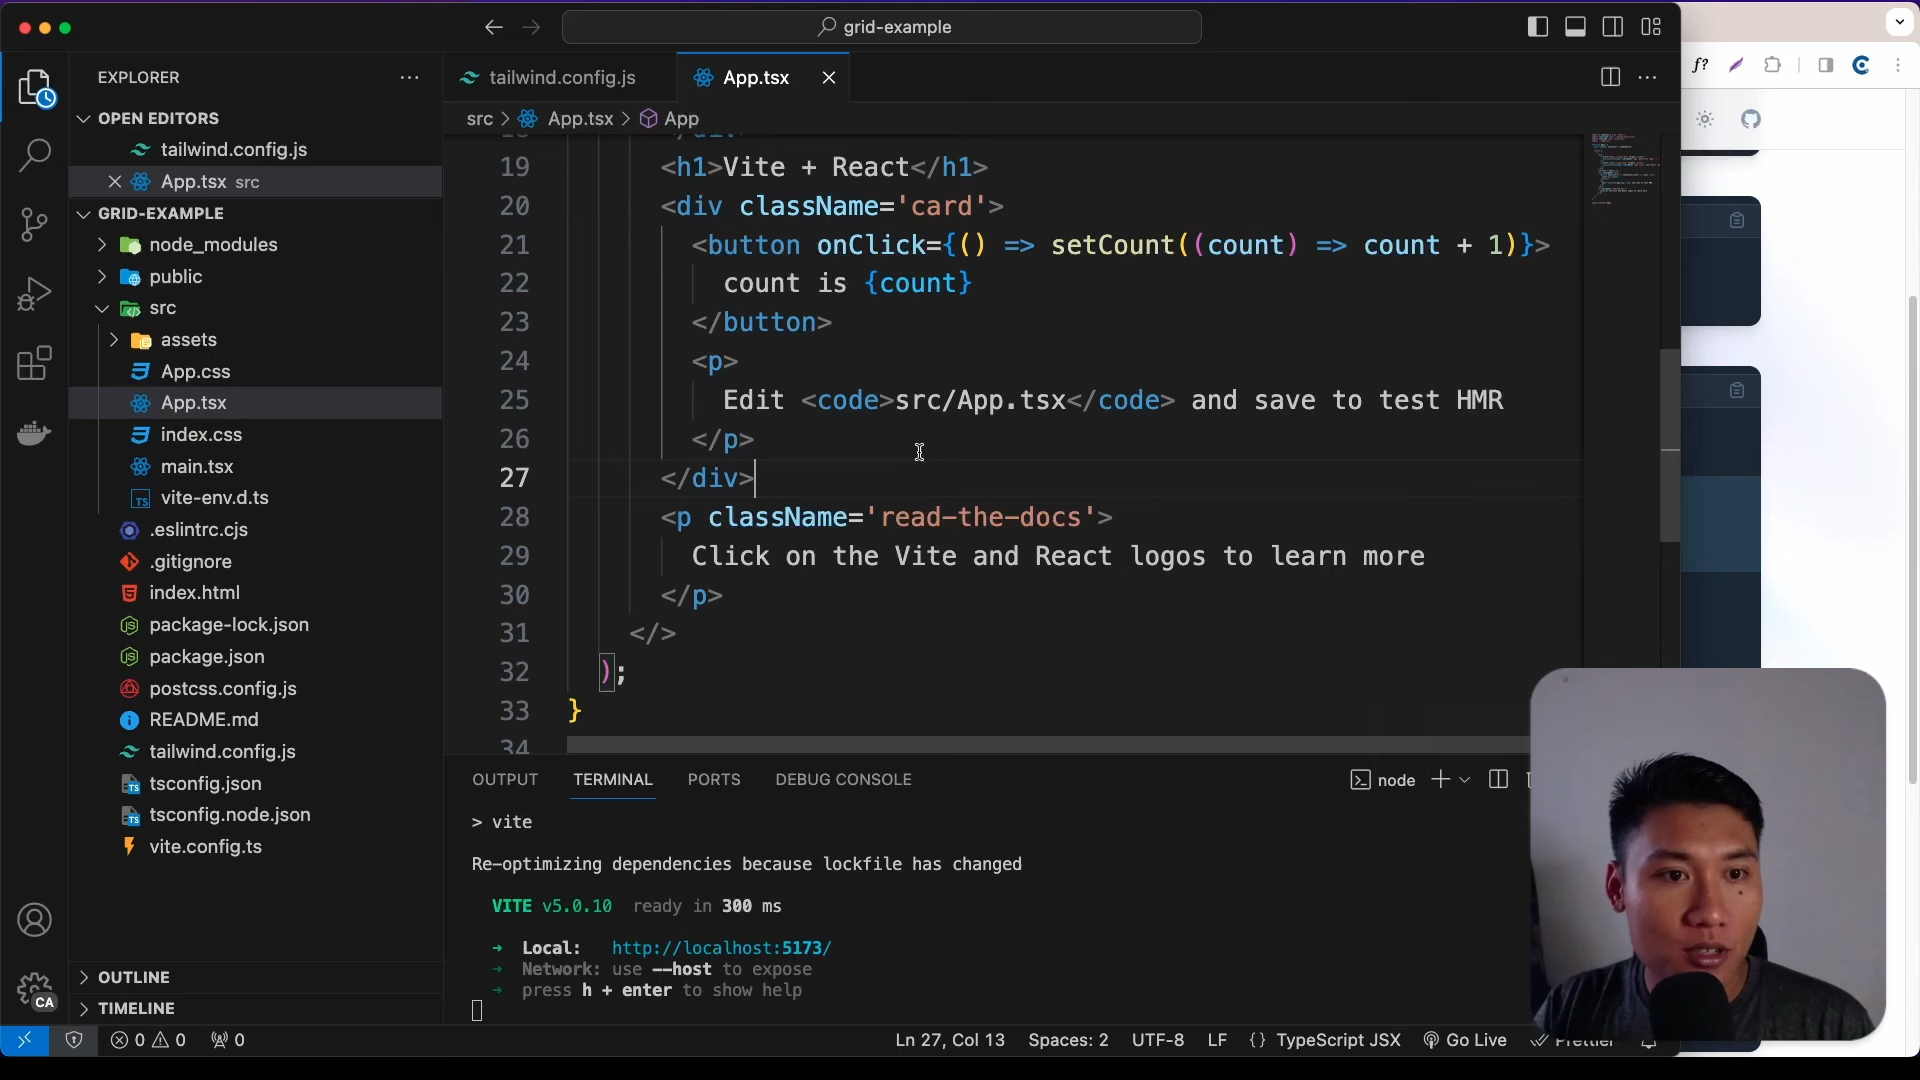 grid-example
f?
EXPLORER
tailwind.config.js
App.tsx
src > App.tsx > App
OPEN EDITORS
tailwind.config.js
App.tsx src
GRID-EXAMPLE
node_modules
public
src
assets
App.css
App.tsx
index.css
main.tsx
TS vite-env.d.ts
.eslintrc.cjs
.gitignore
index.html
package-lock.json
package.json
postcss.config.js
README.md
tailwind.config.js
TS tsconfig.json
TS tsconfig.node.json
vite.config.ts
OUTLINE
TIMELINE
CA
19 <h1>Vite + React</h1>
20 <div className='card'>
21 <button onClick={() => setCount((count) => count + 1)}>
22 count is {count}
23 </button>
24 <p>
25 Edit <code>src/App.tsx</code> and save to test HMR
26 </p>
27 </div>
28 <p className='read-the-docs'>
29 Click on the Vite and React logos to learn more
30 </p>
31 </>
32 );
33 }
34
OUTPUT TERMINAL PORTS DEBUG CONSOLE
node
> vite
Re-optimizing dependencies because lockfile has changed
VITE v5.0.10 ready in 300 ms
➜ Local: http://localhost:5173/
➜ Network: use --host to expose
➜ press h + enter to show help
0 0 0
Ln 27, Col 13 Spaces: 2 UTF-8 LF {} TypeScript JSX Go Live Prettier